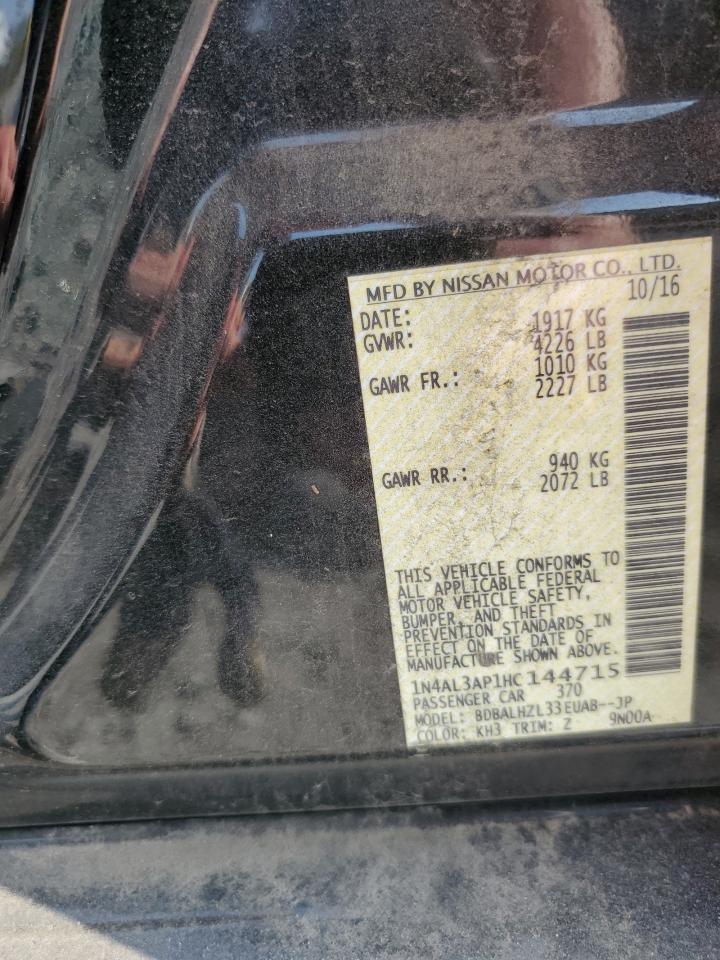 MFD BY NISSAN MOTOR CO., LTD.
DATE: 10/16
GVWR: 1917 KG
4226 LB
GAWR FR.: 1010 KG
2227 LB
GAWR RR.: 940 KG
2072 LB
THIS VEHICLE CONFORMS TO
ALL APPLICABLE FEDERAL
MOTOR VEHICLE SAFETY,
BUMPER, AND THEFT
PREVENTION STANDARDS IN
EFFECT ON THE DATE OF
MANUFACTURE SHOWN ABOVE.
1N4AL3AP1HC144715
PASSENGER CAR 370
MODEL: BDBALHZL33EUAB--JP
COLOR: KH3 TRIM: Z 9N00A